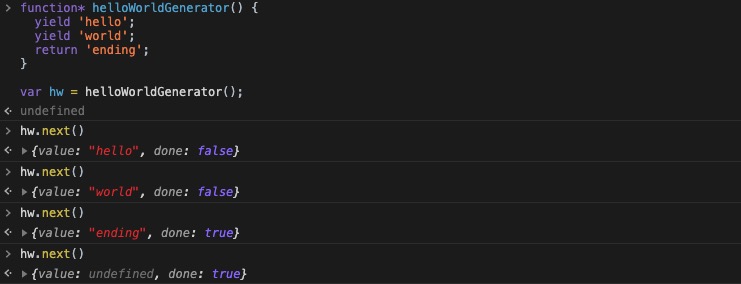 function* helloWorldGenerator() {
  yield 'hello';
  yield 'world';
  return 'ending';
}

var hw = helloWorldGenerator();
undefined
hw.next()
{value: "hello", done: false}
hw.next()
{value: "world", done: false}
hw.next()
{value: "ending", done: true}
hw.next()
{value: undefined, done: true}